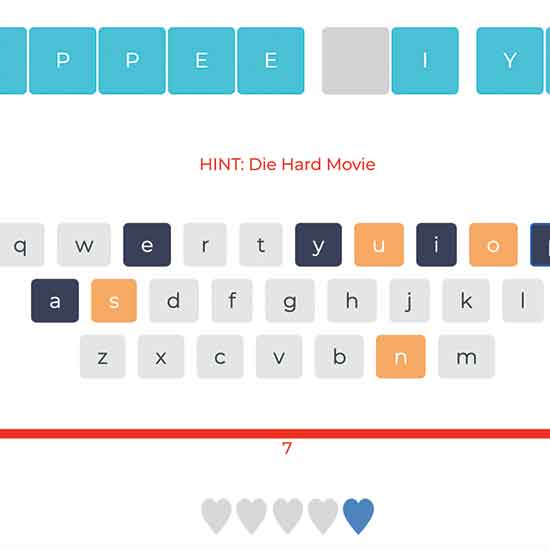 P P E E I Y
HINT: Die Hard Movie
q w e r t y u i o
a s d f g h j k l
z x c v b n m
7